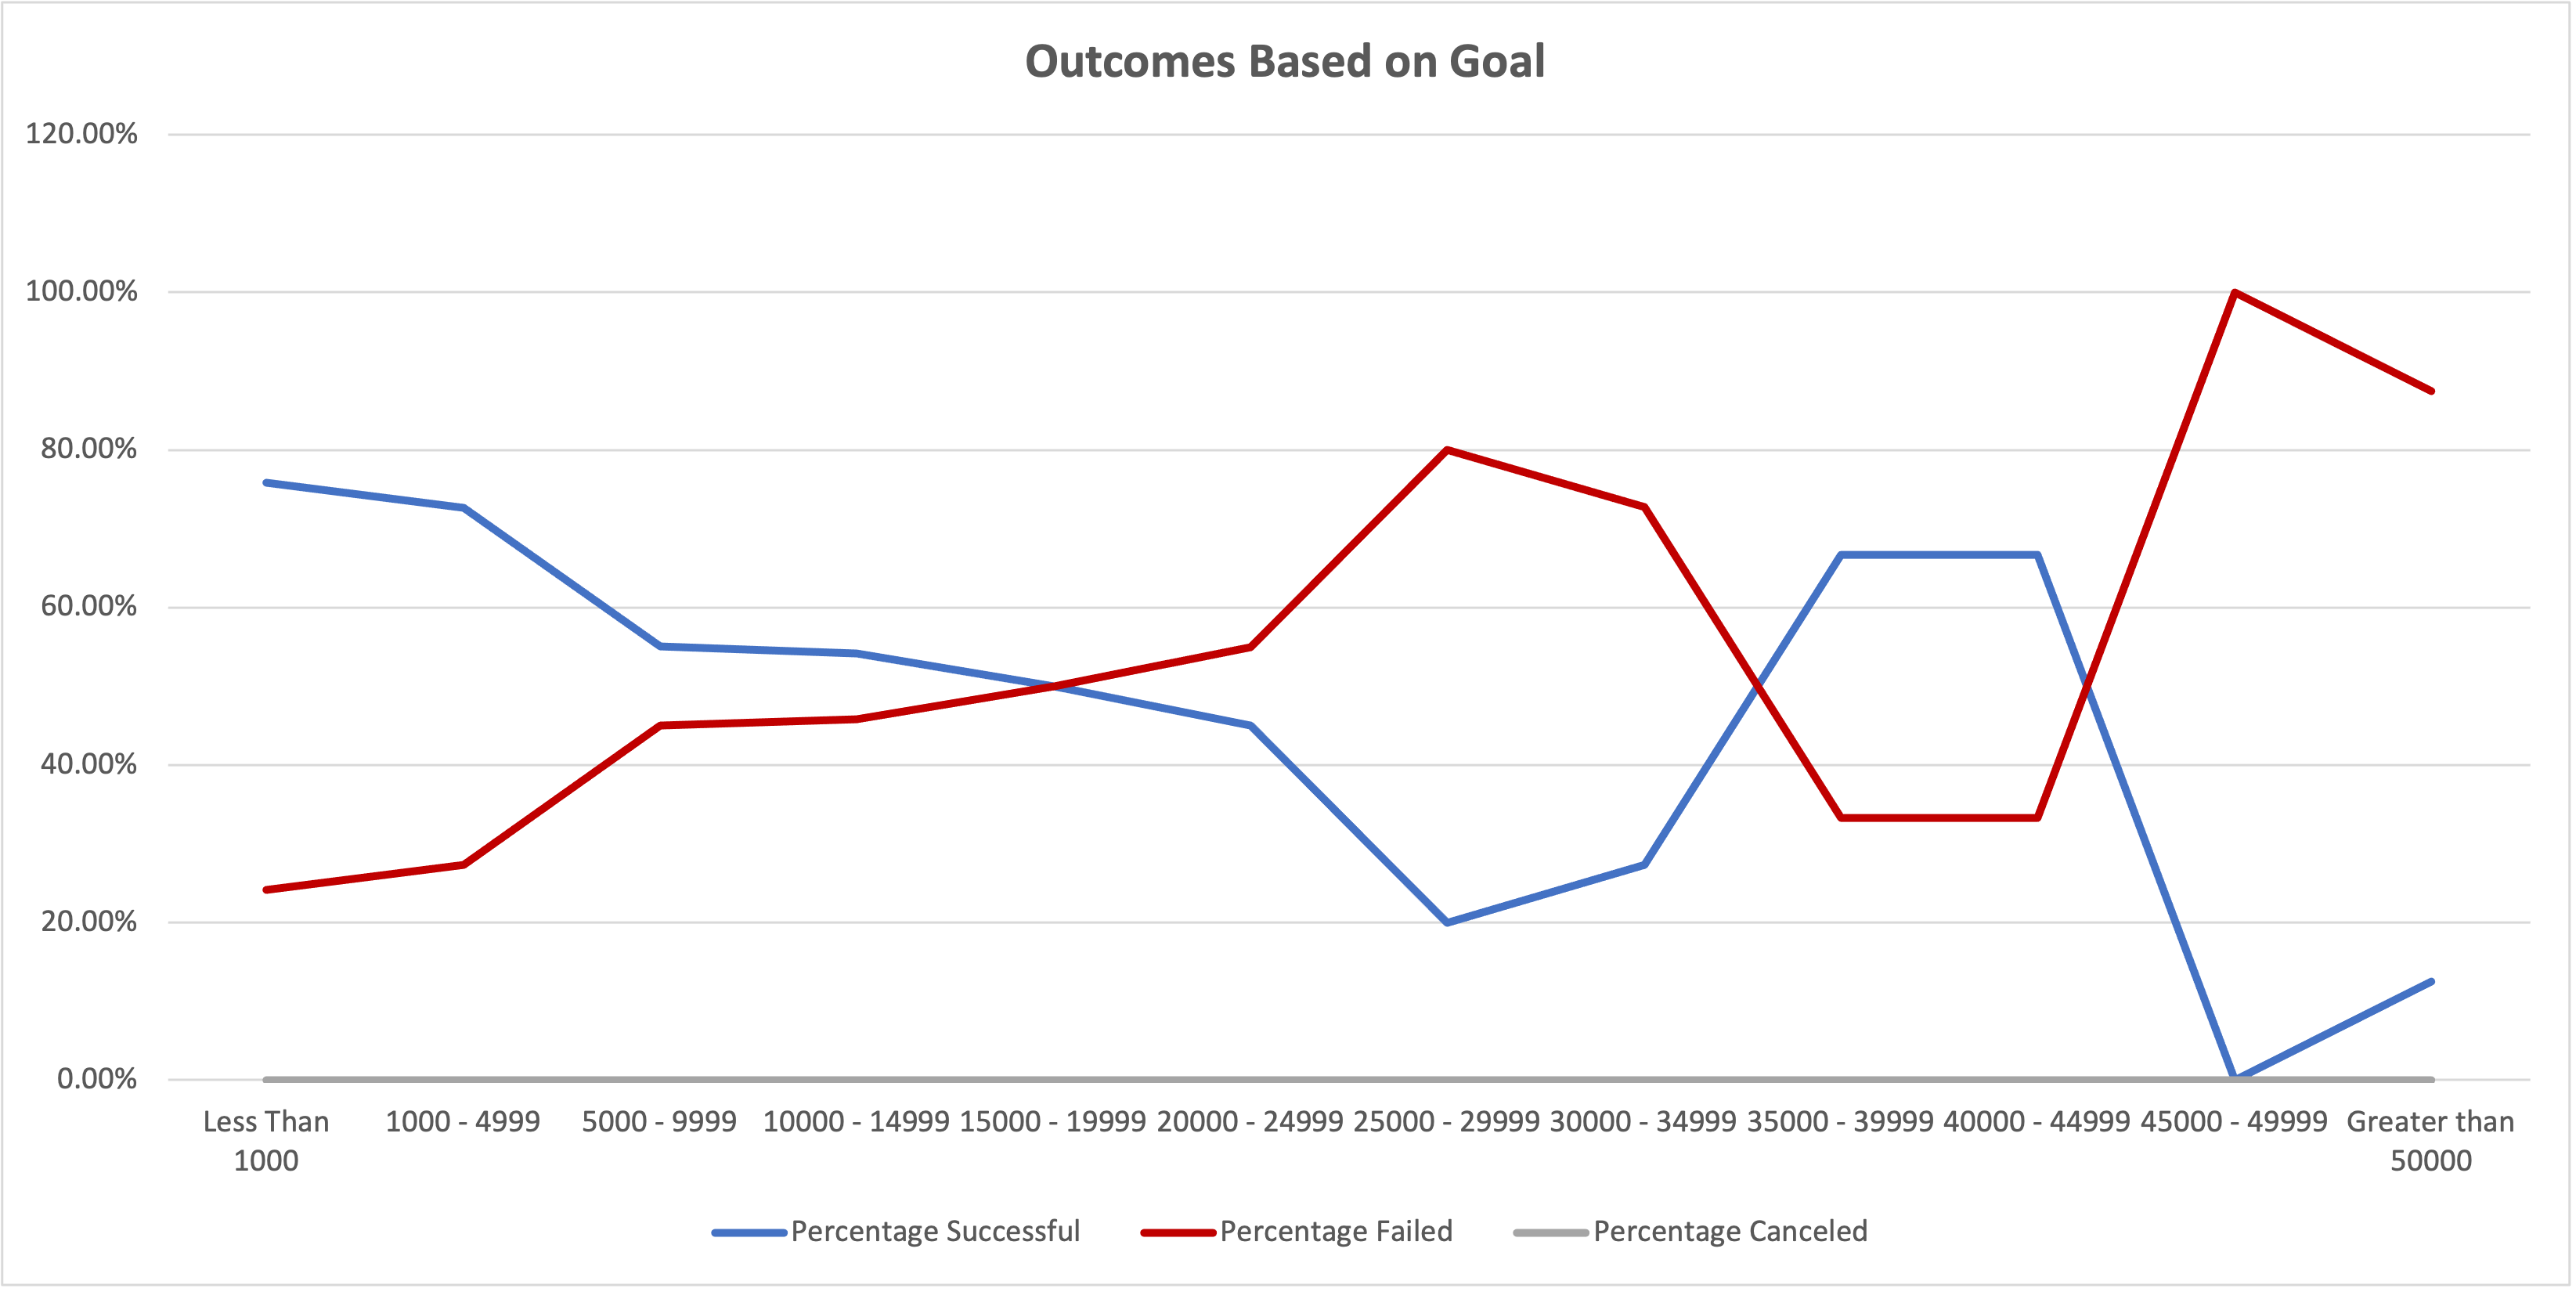 Outcomes Based on Goal
120.00%
100.00%
80.00%
60.00%
40.00%
20.00%
0.00%
Less Than 1000 - 4999 5000 - 9999 10000 - 14999 15000 - 19999 20000 - 24999 25000 - 29999 30000 - 34999 35000 - 39999 40000 - 44999 45000 - 49999 Greater than
1000 50000
Percentage Successful Percentage Failed Percentage Canceled